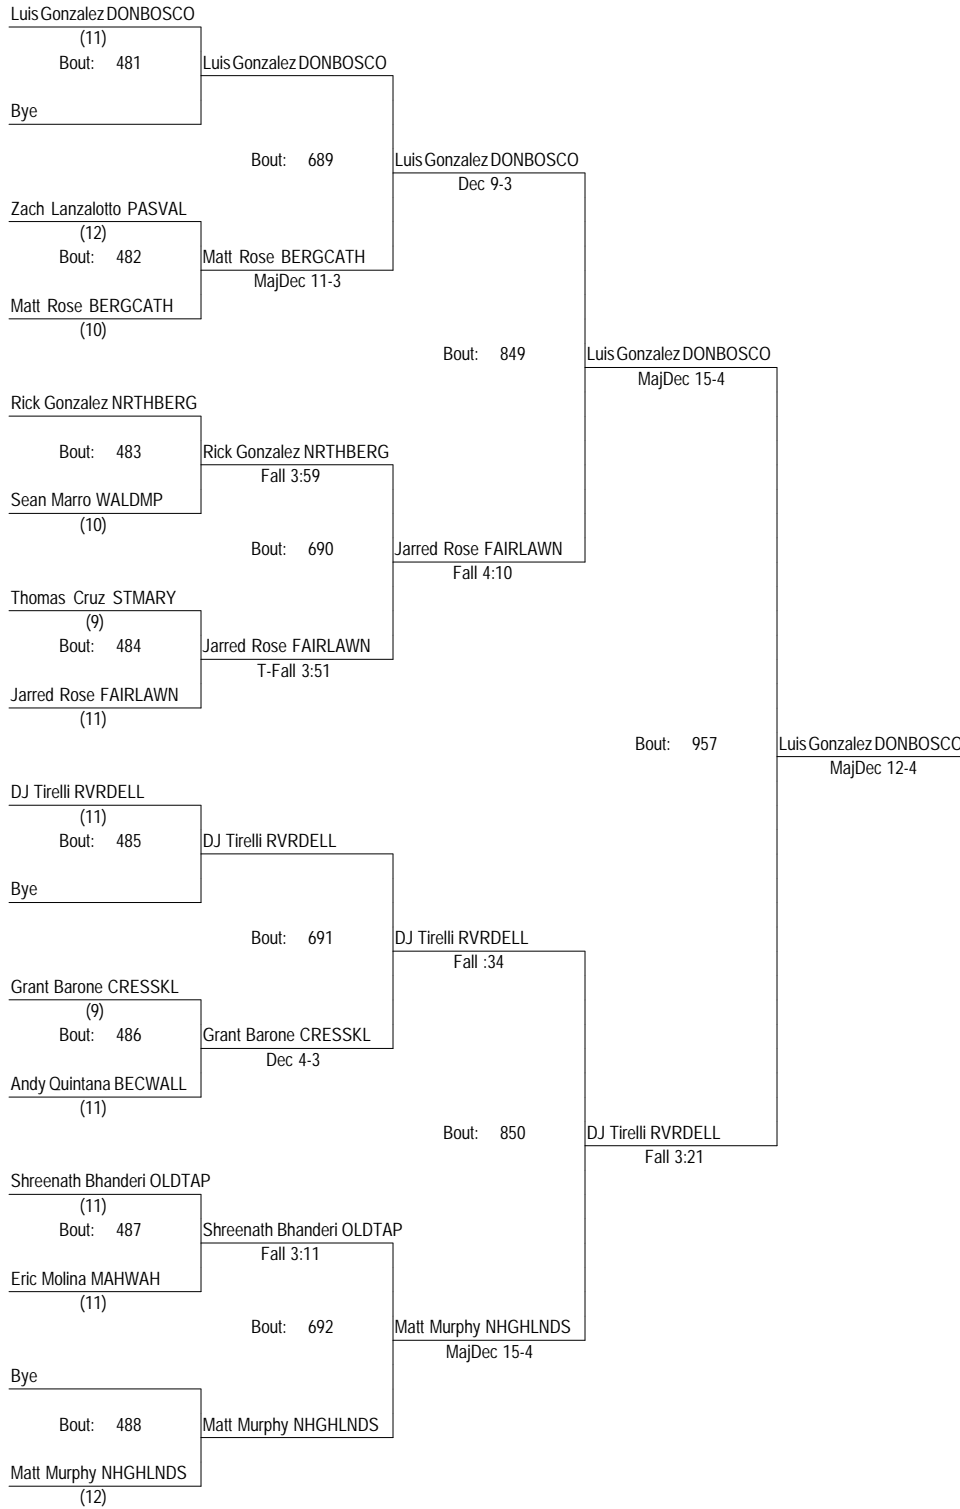 Luis Gonzalez DONBOSCO
(11)
Bout: 481
Luis Gonzalez DONBOSCO
Bye
Bout: 689
Luis Gonzalez DONBOSCO
Dec 9-3
Zach Lanzalotto PASVAL
(12)
Bout: 482
Matt Rose BERGCATH
MajDec 11-3
Matt Rose BERGCATH
(10)
Bout: 849
Luis Gonzalez DONBOSCO
MajDec 15-4
Rick Gonzalez NRTHBERG
Bout: 483
Rick Gonzalez NRTHBERG
Fall 3:59
Sean Marro WALDMP
(10)
Bout: 690
Jarred Rose FAIRLAWN
Fall 4:10
Thomas Cruz STMARY
(9)
Bout: 484
Jarred Rose FAIRLAWN
T-Fall 3:51
Jarred Rose FAIRLAWN
(11)
Bout: 957
Luis Gonzalez DONBOSCO
MajDec 12-4
DJ Tirelli RVRDELL
(11)
Bout: 485
DJ Tirelli RVRDELL
Bye
Bout: 691
DJ Tirelli RVRDELL
Fall :34
Grant Barone CRESSKL
(9)
Bout: 486
Grant Barone CRESSKL
Dec 4-3
Andy Quintana BECWALL
(11)
Bout: 850
DJ Tirelli RVRDELL
Fall 3:21
Shreenath Bhanderi OLDTAP
(11)
Bout: 487
Shreenath Bhanderi OLDTAP
Fall 3:11
Eric Molina MAHWAH
(11)
Bout: 692
Matt Murphy NHGHLNDS
MajDec 15-4
Bye
Bout: 488
Matt Murphy NHGHLNDS
Matt Murphy NHGHLNDS
(12)